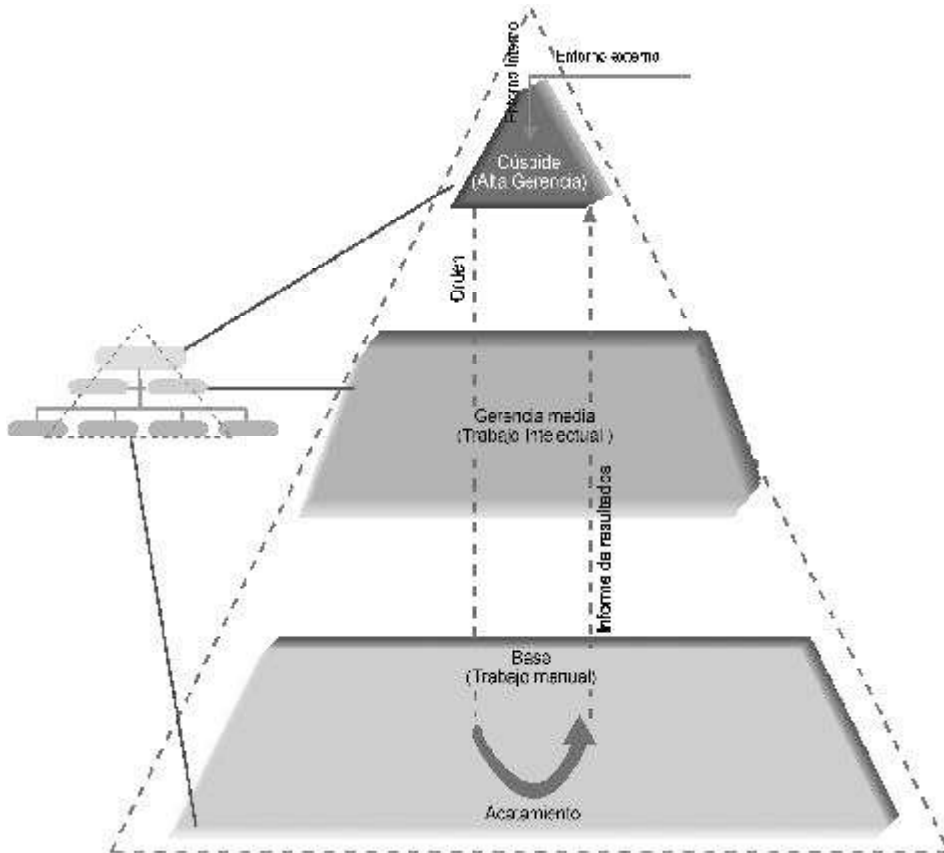 Entorno Interno
Entorno externo
Cúspide
(Alta Gerencia)
Orden
Gerencia media
(Trabajo Intelectual )
Informe de resultados
Base
(Trabajo manual)
Acatamiento